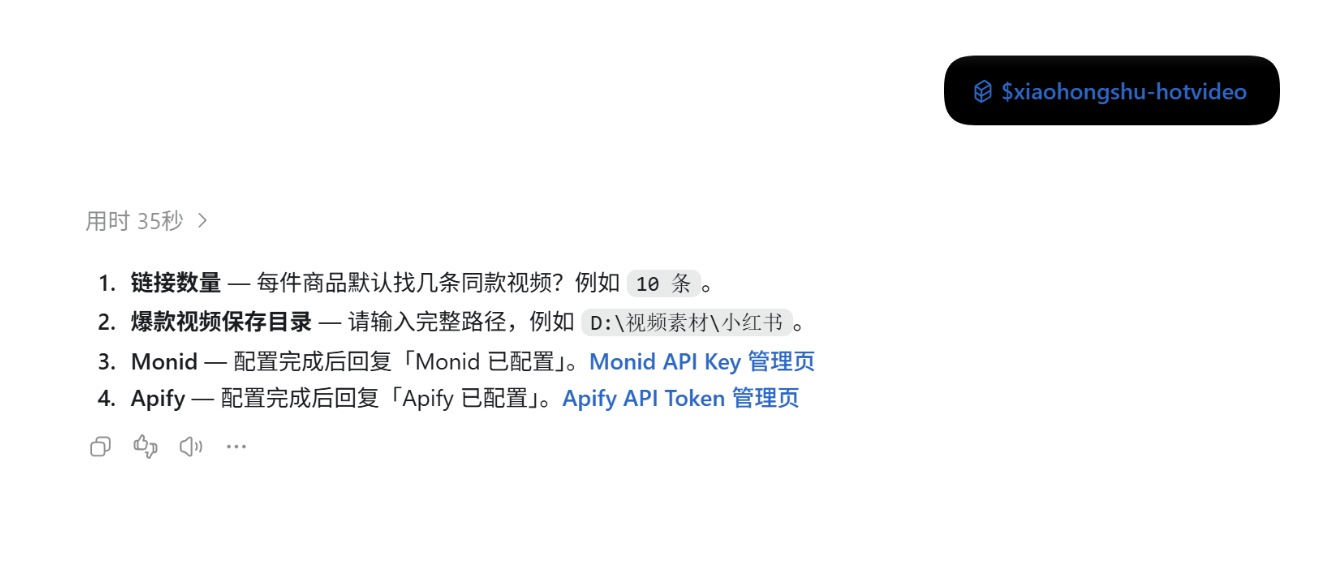 $xiaohongshu-hotvideo
用时 35秒
1. 链接数量 — 每件商品默认找几条同款视频？例如 10 条。
2. 爆款视频保存目录 — 请输入完整路径，例如 D:\视频素材\小红书。
3. Monid — 配置完成后回复「Monid 已配置」。Monid API Key 管理页
4. Apify — 配置完成后回复「Apify 已配置」。Apify API Token 管理页